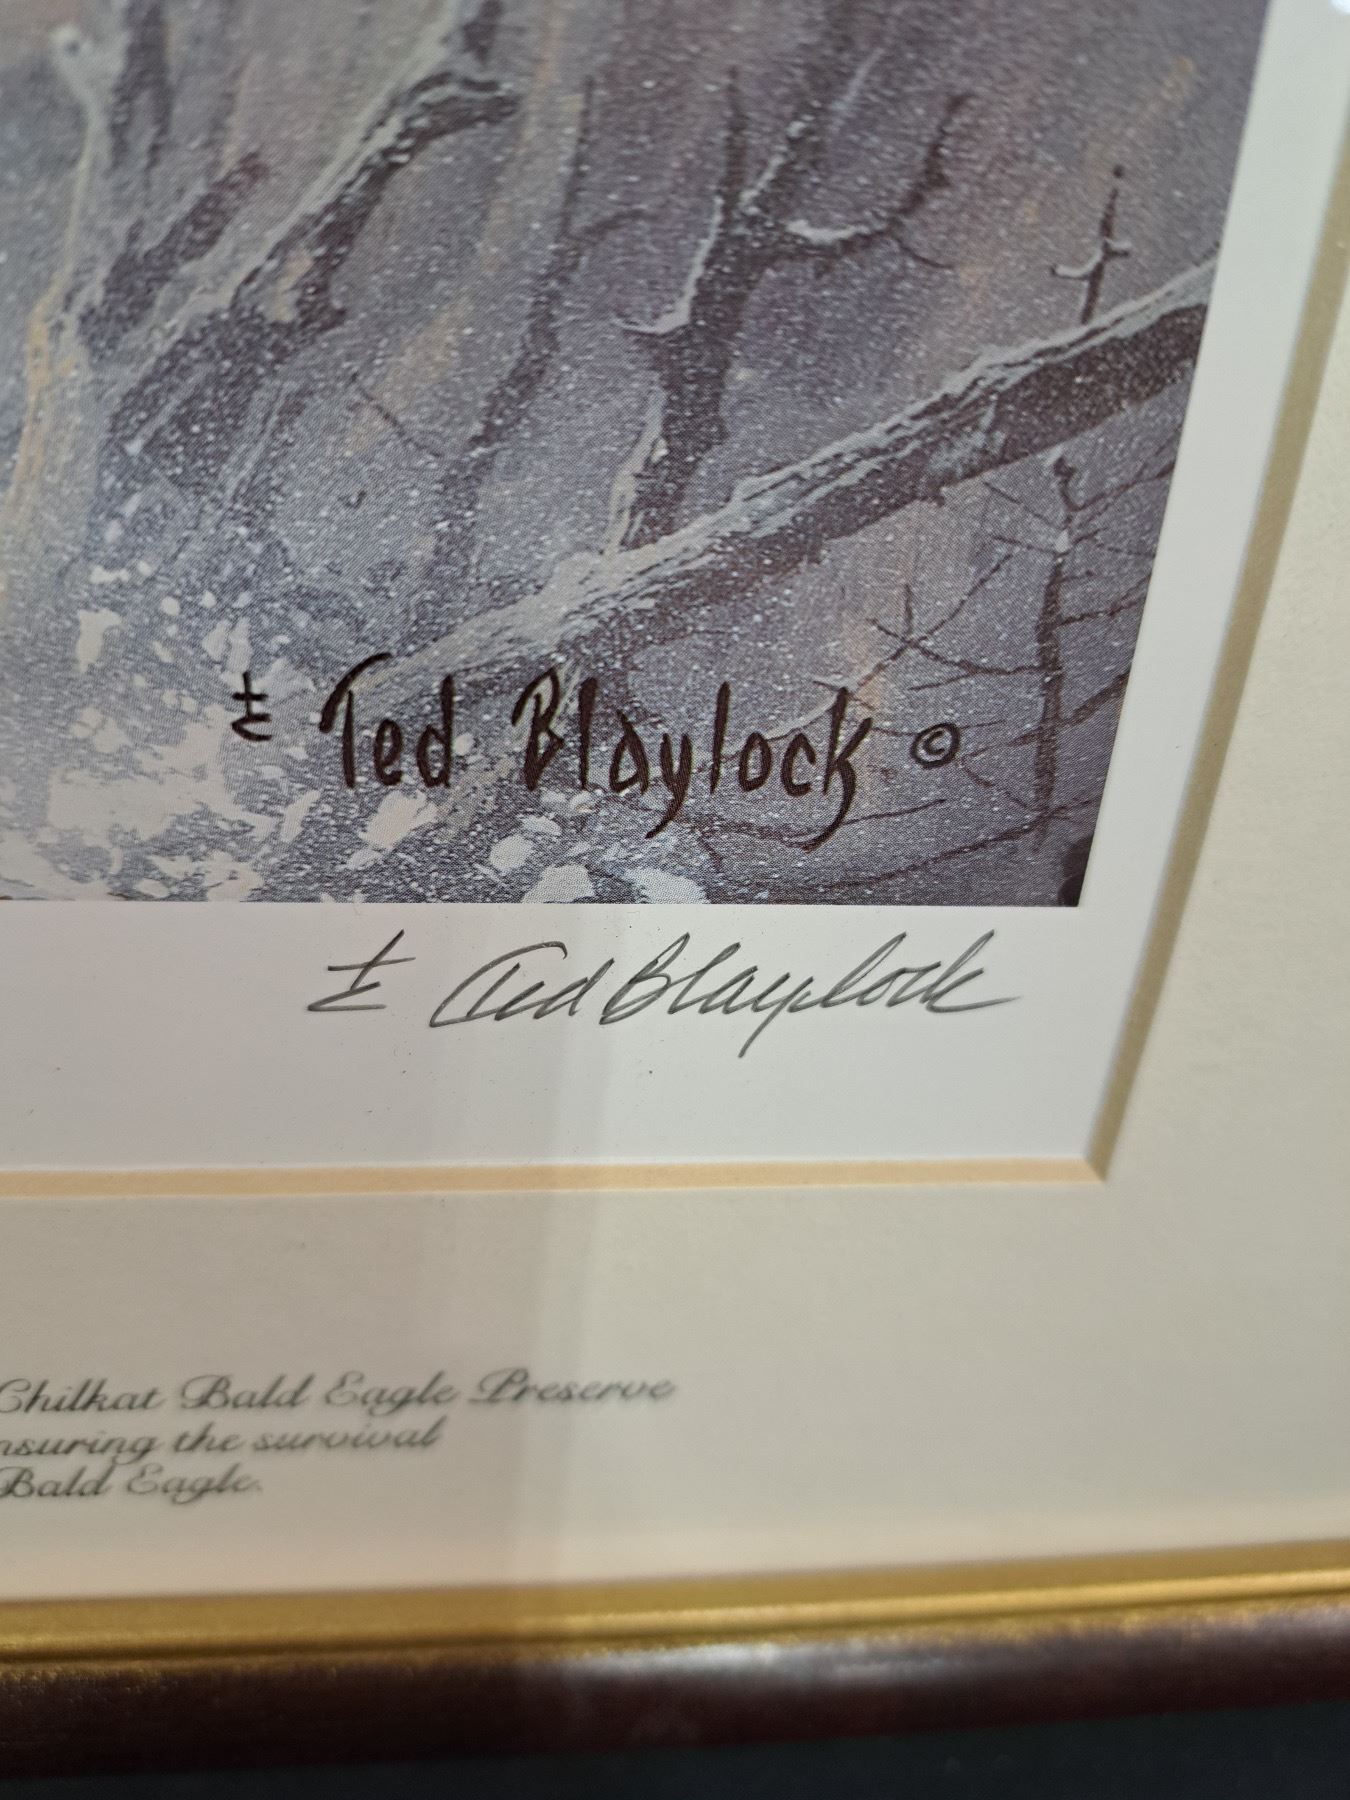 Ted Blaylock ©
Ted Blaylock
Chilkat Bald Eagle Preserve
nsuring the survival
Bald Eagle.